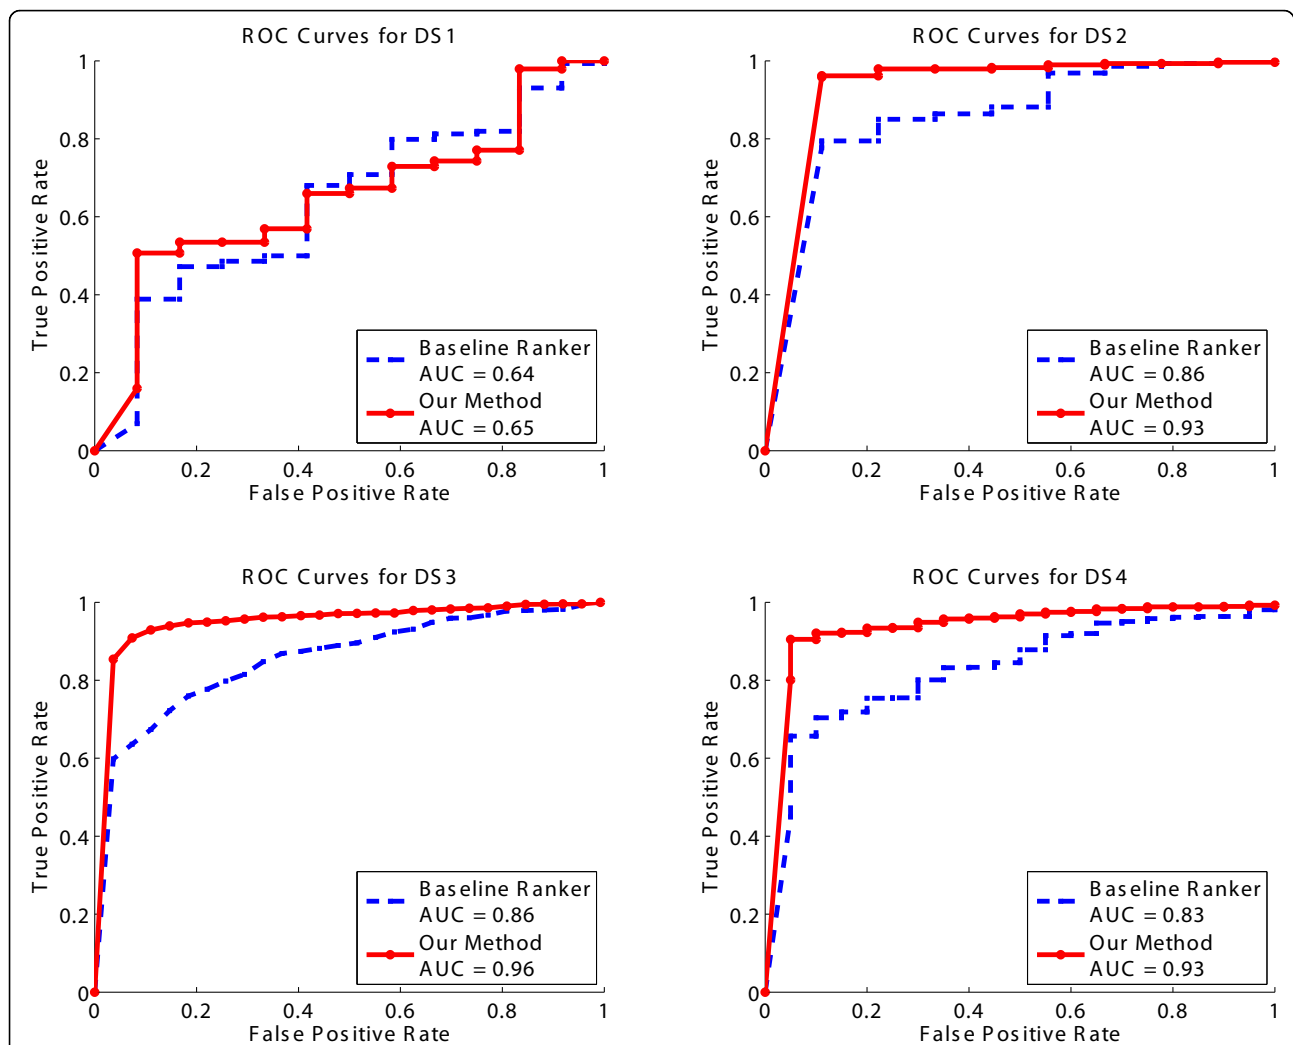 ROC Curves for DS1
1
0.8
0.6
0.4
0.2
0
True Positive Rate
Baseline Ranker
AUC = 0.64
Our Method
AUC = 0.65
0 0.2 0.4 0.6 0.8 1
False Positive Rate
ROC Curves for DS2
1
0.8
0.6
0.4
0.2
0
True Positive Rate
Baseline Ranker
AUC = 0.86
Our Method
AUC = 0.93
0 0.2 0.4 0.6 0.8 1
False Positive Rate
ROC Curves for DS3
1
0.8
0.6
0.4
0.2
0
True Positive Rate
Baseline Ranker
AUC = 0.86
Our Method
AUC = 0.96
0 0.2 0.4 0.6 0.8 1
False Positive Rate
ROC Curves for DS4
1
0.8
0.6
0.4
0.2
0
True Positive Rate
Baseline Ranker
AUC = 0.83
Our Method
AUC = 0.93
0 0.2 0.4 0.6 0.8 1
False Positive Rate